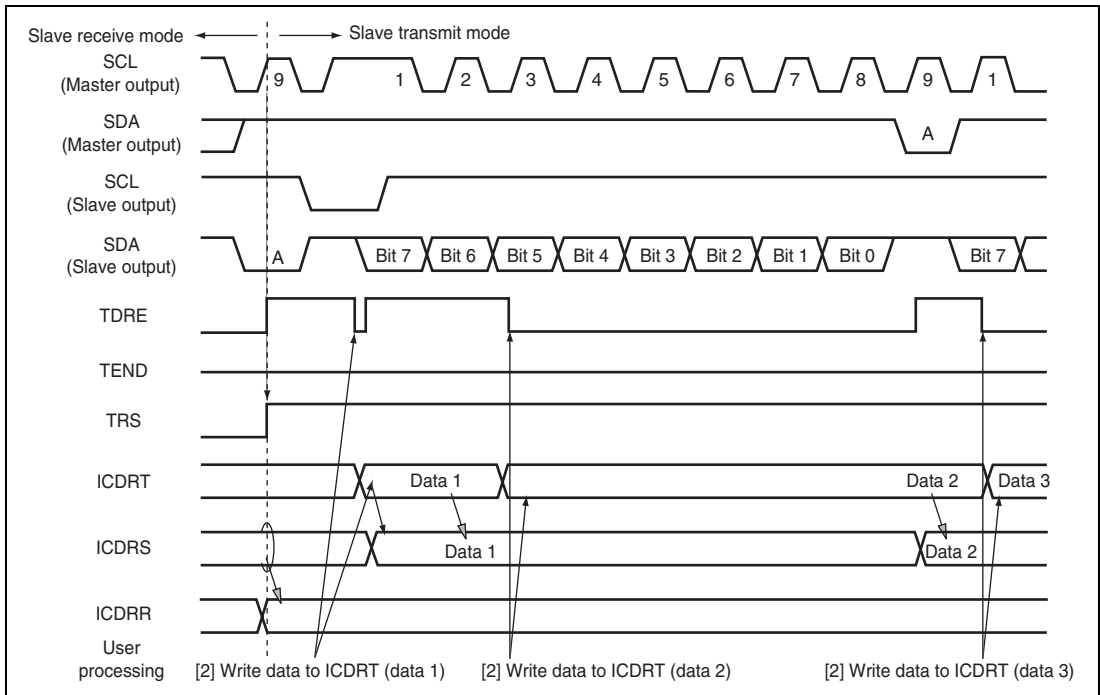 Slave receive mode Slave transmit mode
SCL
(Master output)
9 1 2 3 4 5 6 7 8 9 1
SDA
(Master output)
A
SCL
(Slave output)
SDA
(Slave output)
A Bit 7 Bit 6 Bit 5 Bit 4 Bit 3 Bit 2 Bit 1 Bit 0 Bit 7
TDRE
TEND
TRS
ICDRT Data 1 Data 2 Data 3
ICDRS Data 1 Data 2
ICDRR
User
processing
[2] Write data to ICDRT (data 1) [2] Write data to ICDRT (data 2) [2] Write data to ICDRT (data 3)